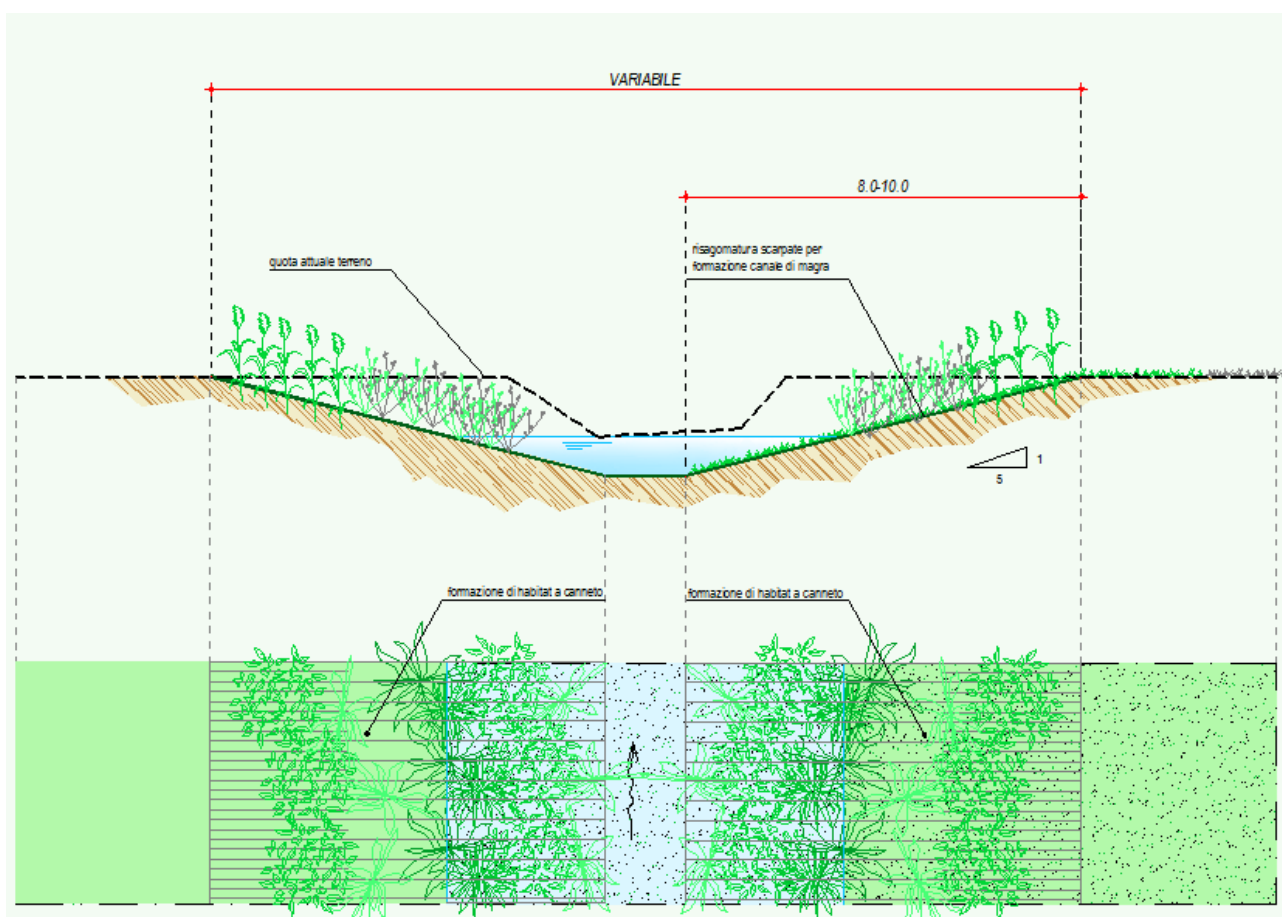 VARIABILE
8.0-10.0
quota attuale terreno
risagomatura scarpate per
formazione canale di magra
1
5
formazione di habitat a canneto
formazione di habitat a canneto